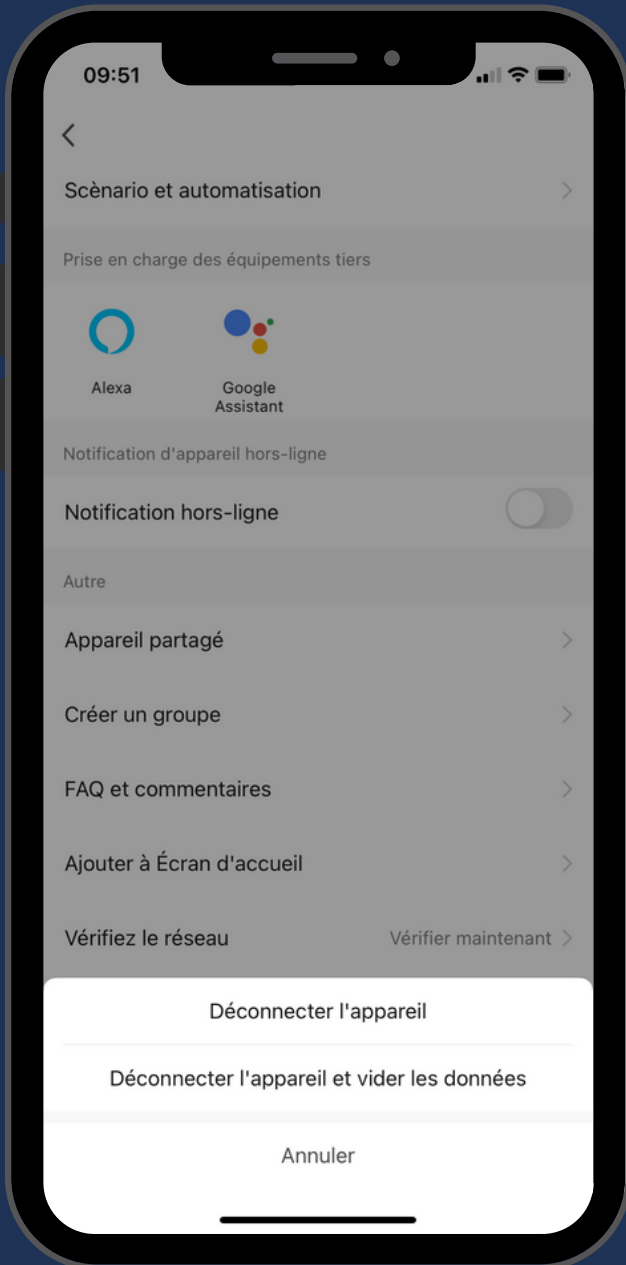 09:51
Scènario et automatisation
Prise en charge des équipements tiers
Alexa
Google
Assistant
Notification d'appareil hors-ligne
Notification hors-ligne
Autre
Appareil partagé
Créer un groupe
FAQ et commentaires
Ajouter à Écran d'accueil
Vérifiez le réseau Vérifier maintenant
Déconnecter l'appareil
Déconnecter l'appareil et vider les données
Annuler